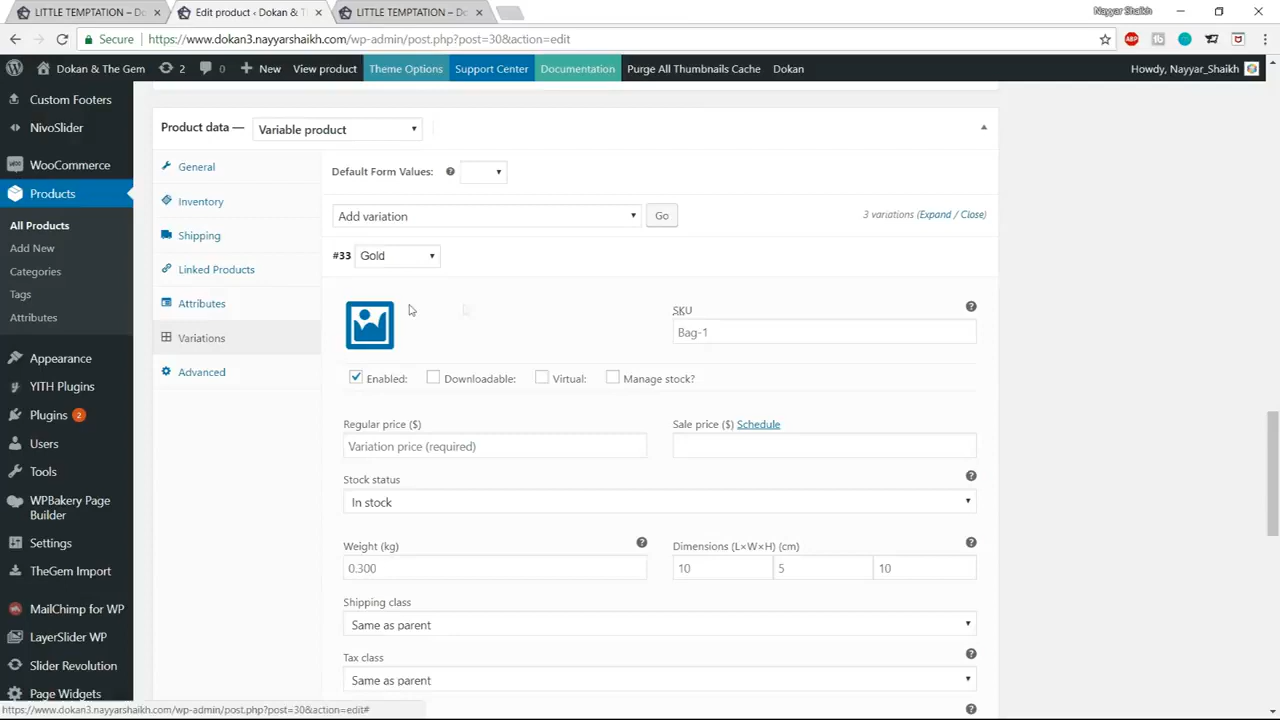 LITTLE TEMPTATION – Do
Edit product ‹ Dokan & T
LITTLE TEMPTATION – Do
Nayyar Shaikh
Secure
https://www.dokan3.nayyarshaikh.com/wp-admin/post.php?post=30&action=edit
ABP
Dokan & The Gem
2
0
New
View product
Theme Options
Support Center
Documentation
Purge All Thumbnails Cache
Dokan
Howdy, Nayyar_Shaikh
Custom Footers
NivoSlider
WooCommerce
Products
All Products
Add New
Categories
Tags
Attributes
Appearance
YITH Plugins
Plugins 2
Users
Tools
WPBakery Page
Builder
Settings
TheGem Import
MailChimp for WP
LayerSlider WP
Slider Revolution
Page Widgets
Product data —
Variable product
General
Inventory
Shipping
Linked Products
Attributes
Variations
Advanced
Default Form Values:
Add variation
Go
3 variations (Expand / Close)
#33
Gold
SKU
Bag-1
Enabled:
Downloadable:
Virtual:
Manage stock?
Regular price ($)
Variation price (required)
Sale price ($) Schedule
Stock status
In stock
Weight (kg)
0.300
Dimensions (L×W×H) (cm)
10
5
10
Shipping class
Same as parent
Tax class
Same as parent
https://www.dokan3.nayyarshaikh.com/wp-admin/post.php?post=30&action=edit#